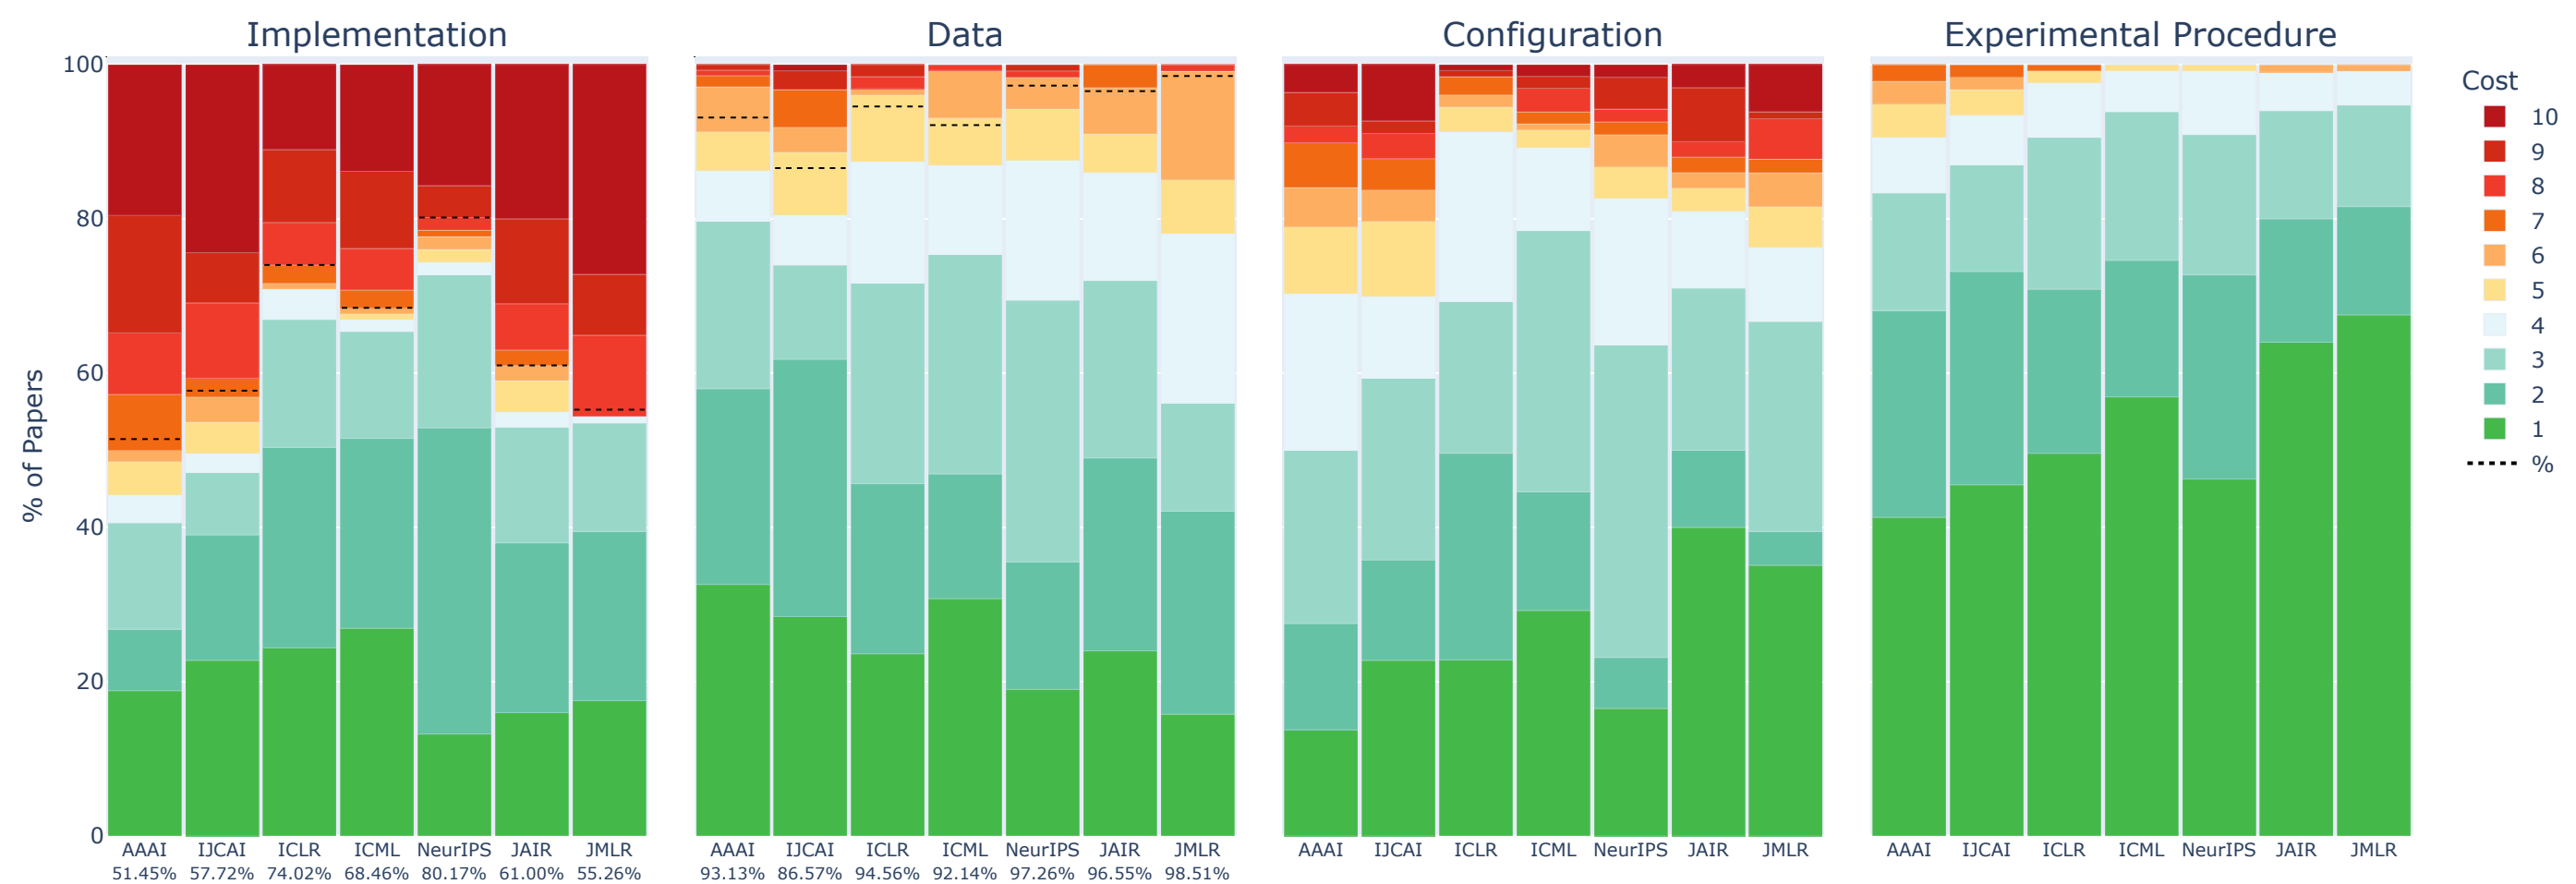 Implementation
Data
Configuration
Experimental Procedure
% of Papers
100
80
60
40
20
0
AAAI IJCAI ICLR ICML NeurIPS JAIR JMLR
51.45% 57.72% 74.02% 68.46% 80.17% 61.00% 55.26%
AAAI IJCAI ICLR ICML NeurIPS JAIR JMLR
93.13% 86.57% 94.56% 92.14% 97.26% 96.55% 98.51%
AAAI IJCAI ICLR ICML NeurIPS JAIR JMLR
AAAI IJCAI ICLR ICML NeurIPS JAIR JMLR
Cost
10
9
8
7
6
5
4
3
2
1
%